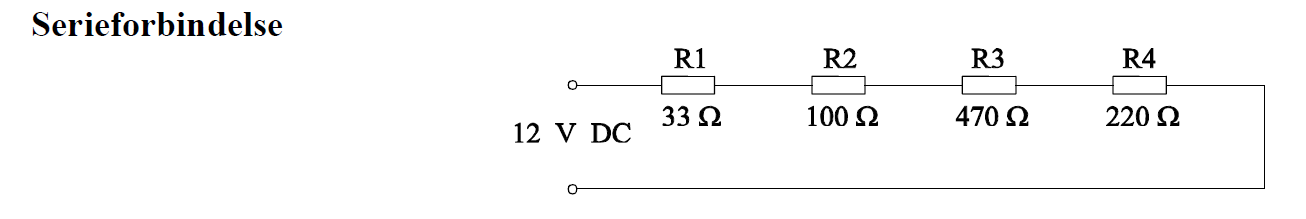 Serieforbindelse
R1 R2 R3 R4
33 Ω 100 Ω 470 Ω 220 Ω
12 V DC